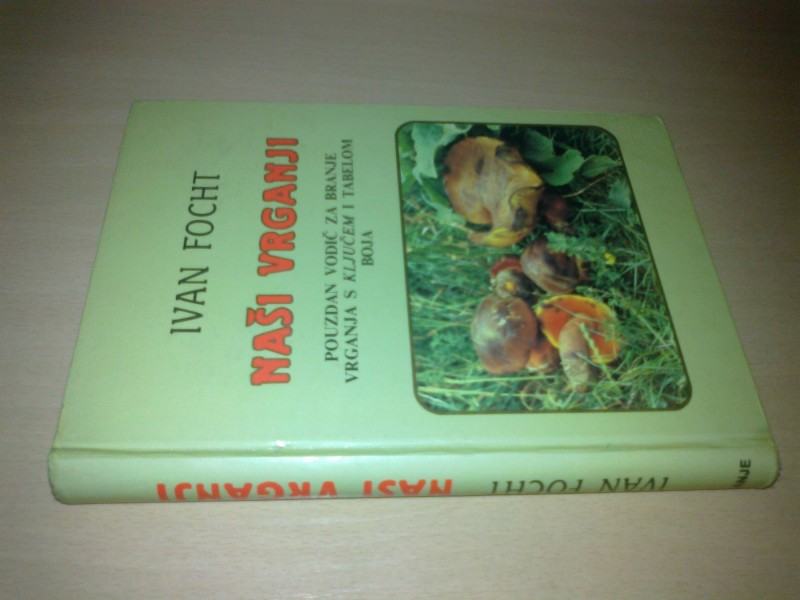 IVAN FOCHT
NAŠI VRGANJI
POUZDAN VODIČ ZA BRANJE
VRGANJA S KLJUČEM I TABELOM
BOJA
IVAN FOCHT
NAŠI VRGANJI